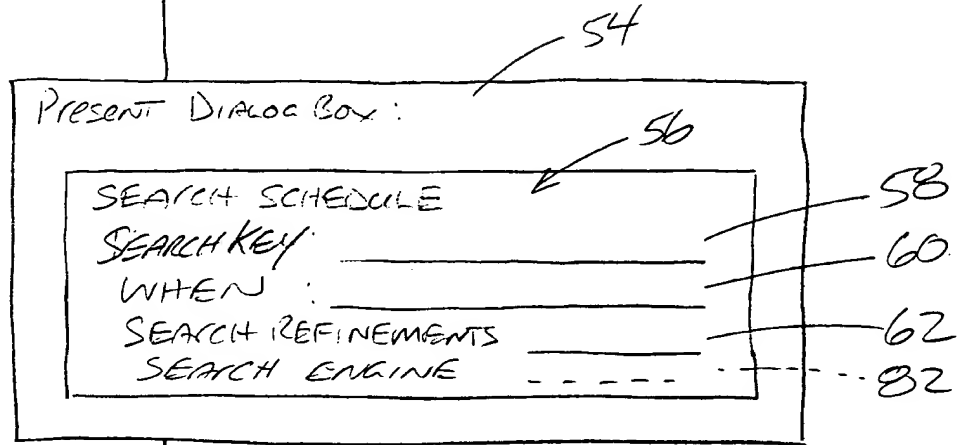 54
Present Dialog Box:
56
SEARCH SCHEDULE
58
SEARCH KEY:
60
WHEN:
SEARCH REFINEMENTS
62
SEARCH ENGINE
82